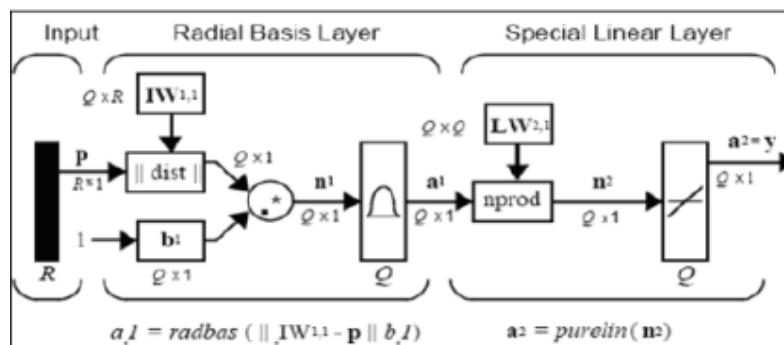 Input Radial Basis Layer Special Linear Layer
Q x R IW1,1
Q x Q LW2,1
p Q x 1 a2 = y
R x 1 || dist || n1 a1 nprod n2 Q x 1
.* Q x 1 Q x 1 Q x 1
1 b1
R Q x 1 Q Q
a,1 = radbas ( || ,IW1,1 - p || b,1) a2 = purelin( n2)